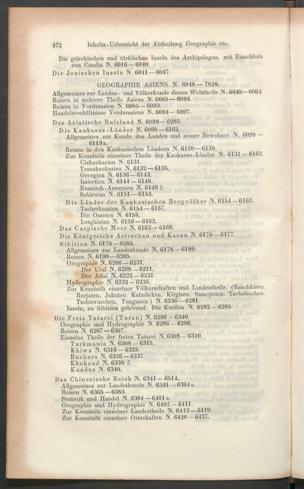 472 Inhalts-Uebersicht der Abtheilung Geographie etc.
Die griechischen und türkischen Inseln des Archipelagus, mit Einschluss
von Candia N. 6016—6040.
Die Jonischen Inseln N. 6041—6047.
GEOGRAPHIE ASIENS N. 6048—7828.
Allgemeines zur Landes- und Völkerkunde dieses Welttheils N. 6048—6064
Reisen in mehrere Theile Asiens N. 6065—6084.
Reisen in Vorderasien N. 6085—6093.
Handelsverhältnisse Vorderasiens N. 6094—6097.
Das Asiatische Rufsland N. 6098—6285.
Die Kaukasus-Länder N. 6098—6162.
Allgemeines zur Kunde des Landes und seiner Bewohner N. 6098—
6119a.
Reisen in den Kaukasischen Ländern N. 6120—6130.
Zur Kenntnifs einzelner Theile der Kaukasus-Länder N. 6131—6162.
Ciskaukasien N. 6131.
Transkaukasien N. 6132—6135.
Georgien N. 6136—6143.
Imirethien N. 6144—6148.
Russisch-Armenien N. 6149 f.
Schirwan N. 6151—6153.
Die Länder der Kaukasischen Bergvölker N. 6154—6162.
Tscherkessien N. 6154—6157.
Die Osseten N. 6158.
Lesghistan N. 6159—6162.
Das Caspische Meer N. 6163—6169.
Die Königreiche Astrachan und Kasan N. 6170—6177.
Sibirien N. 6178—6285.
Allgemeines zur Landeskunde N. 6178—6189.
Reisen N. 6190—6205.
Orographie N. 6206—6231.
Der Ural N. 6208—6221.
Der Altai N. 6222—6231
Hydrographie N. 6232—6235.
Zur Kenntnifs einzelner Völkerschaften und Landestheile (Baschkiren,
Burjaten, Jakuten, Kalmücken, Kirgisen, Samojeden, Tschuktschen,
Tschuwaschen, Tungusen) N. 6236—6281.
Inseln, zu Sibirien gehörend. Die Kurilen N. 6282—6285.
Die Freie Tatarei (Turan) N. 6286—6340.
Orographie und Hydrographie N. 6286—6296.
Reisen N. 6287—6307.
Einzelne Theile der freien Tatarei N. 6308—6340.
Turkmanis N. 6308—6315.
Khiwa N. 6316—6325.
Buchara N. 6326—6337.
Khokand N. 6338 f.
Kunduz N. 6340.
Das Chinesische Reich N. 6341—6544.
Allgemeines zur Landeskunde N. 6341—6364a.
Reisen N. 6365—6383.
Statistik und Handel N. 6384—6401a.
Orographie und Hydrographie N. 6402—6411.
Zur Kenntnifs einzelner Landestheile N. 6412—6419.
Zur Kenntnifs einzelner Ortschaften N. 6420—6437.